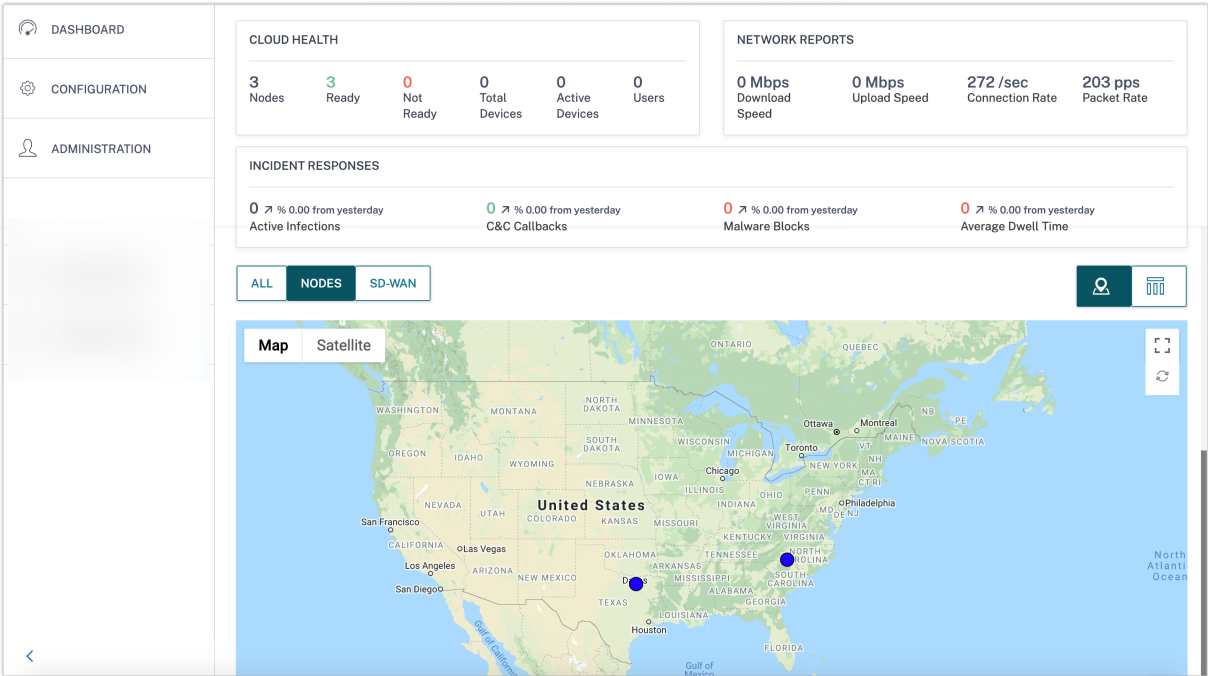 DASHBOARD
CONFIGURATION
ADMINISTRATION
CLOUD HEALTH
3
Nodes
3
Ready
0
Not
Ready
0
Total
Devices
0
Active
Devices
0
Users
NETWORK REPORTS
0 Mbps
Download
Speed
0 Mbps
Upload Speed
272 /sec
Connection Rate
203 pps
Packet Rate
INCIDENT RESPONSES
0 % 0.00 from yesterday
Active Infections
0 % 0.00 from yesterday
C&C Callbacks
0 % 0.00 from yesterday
Malware Blocks
0 % 0.00 from yesterday
Average Dwell Time
ALL
NODES
SD-WAN
Map
Satellite
ONTARIO
QUEBEC
WASHINGTON
MONTANA
NORTH
DAKOTA
MINNESOTA
Ottawa
Montreal
NB
PE
NOVA SCOTIA
MAINE
OREGON
IDAHO
SOUTH
DAKOTA
WISCONSIN
MICHIGAN
Toronto
VT
NH
WYOMING
NEW YORK
MA
CT RI
Chicago
IOWA
NEBRASKA
ILLINOIS
INDIANA
OHIO
PENN
Philadelphia
NEVADA
UTAH
United States
COLORADO
KANSAS
MISSOURI
WEST
VIRGINIA
MD
DE
NJ
San Francisco
KENTUCKY
VIRGINIA
CALIFORNIA
Las Vegas
OKLAHOMA
TENNESSEE
NORTH
North
Atlanti
Ocean
Los Angeles
ARIZONA
NEW MEXICO
ARKANSAS
MISSISSIPPI
SOUTH
CAROLINA
San Diego
ALABAMA
TEXAS
GEORGIA
LOUISIANA
Houston
Gulf of California
FLORIDA
Gulf of
Mexico